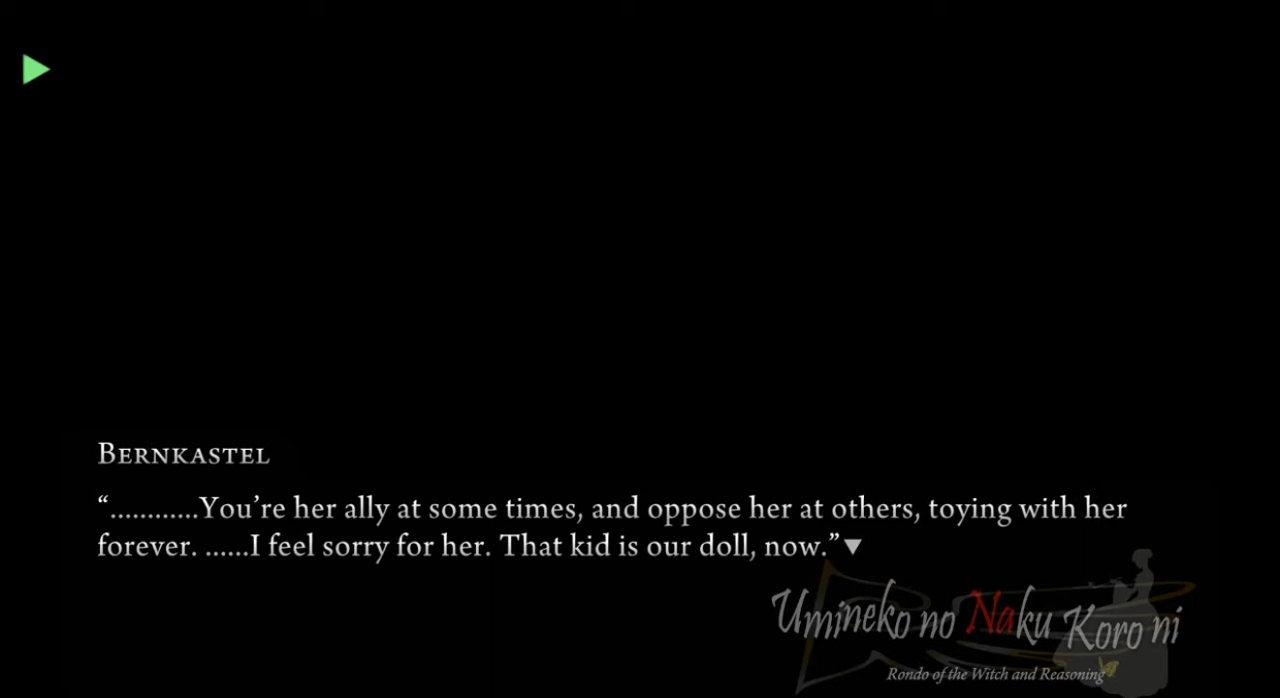 BERNKASTEL
“............You’re her ally at some times, and oppose her at others, toying with her
forever. ......I feel sorry for her. That kid is our doll, now.”
Umineko no Naku Koro ni
Rondo of the Witch and Reasoning